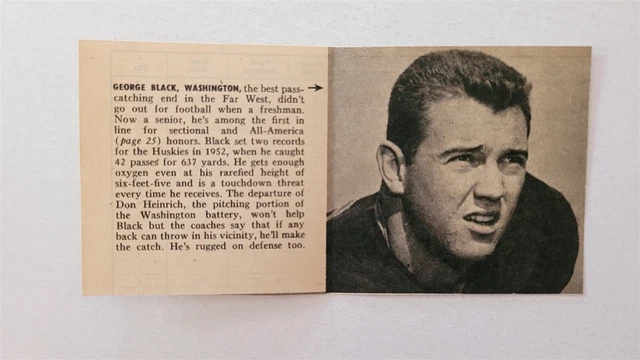 GEORGE BLACK, WASHINGTON, the best pass-
catching end in the Far West, didn't
go out for football when a freshman.
Now a senior, he's among the first in
line for sectional and All-America
(page 25) honors. Black set two records
for the Huskies in 1952, when he caught
42 passes for 637 yards. He gets enough
oxygen even at his rarefied height of
six-feet-five and is a touchdown threat
every time he receives. The departure of
Don Heinrich, the pitching portion of
the Washington battery, won't help
Black but the coaches say that if any
back can throw in his vicinity, he'll make
the catch. He's rugged on defense too.